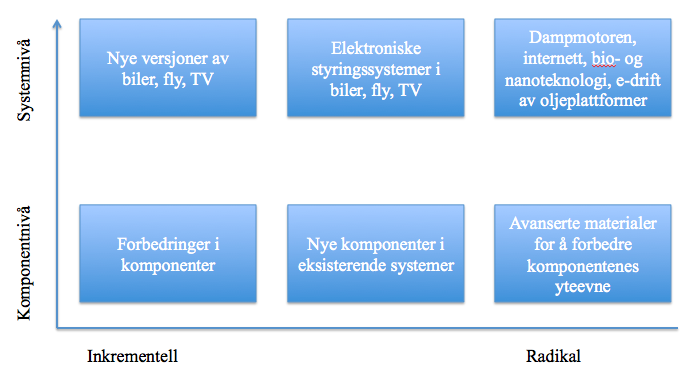 Systemnivå
Nye versjoner av
biler, fly, TV
Elektroniske
styringssystemer i
biler, fly, TV
Dampmotoren,
internett, bio- og
nanoteknologi, e-drift
av oljeplattformer
Komponentnivå
Forbedringer i
komponenter
Nye komponenter i
eksisterende systemer
Avanserte materialer
for å forbedre
komponentenes
yteevne
Inkrementell
Radikal